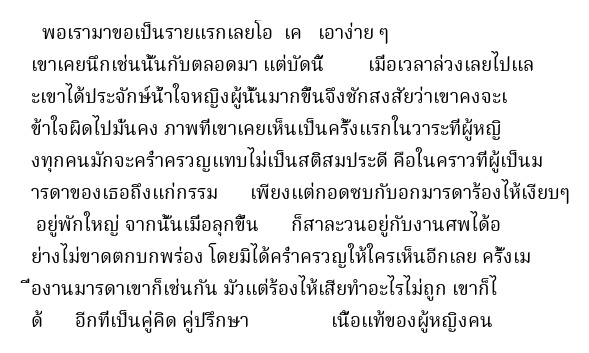 พอเรามาขอเป็นรายแรกเลยโอ เค เอาง่าย ๆ
เขาเคยนึกเช่นนั้นกับตลอดมา แต่บัดนี้ เมื่อเวลาล่วงเลยไปแล
ะเขาได้ประจักษ์น้ำใจหญิงผู้นั้นมากขึ้นจึงชักสงสัยว่าเขาคงจะเ
ข้าใจผิดไปมั่นคง ภาพที่เขาเคยเห็นเป็นครั้งแรกในวาระที่ผู้หญิ
งทุกคนมักจะคร่ำครวญแทบไม่เป็นสติสมประดี คือในคราวที่ผู้เป็นม
ารดาของเธอถึงแก่กรรม เพียงแต่กอดซบกับอกมารดาร้องไห้เงียบๆ
อยู่พักใหญ่ จากนั้นเมื่อลุกขึ้น ก็สาละวนอยู่กับงานศพได้อ
ย่างไม่ขาดตกบกพร่อง โดยมิได้คร่ำครวญให้ใครเห็นอีกเลย ครั้งเม
ื่องานมารดาเขาก็เช่นกัน มัวแต่ร้องไห้เสียทำอะไรไม่ถูก เขาก็ไ
ด้ อีกที่เป็นคู่คิด คู่ปรึกษา เนื้อแท้ของผู้หญิงคน